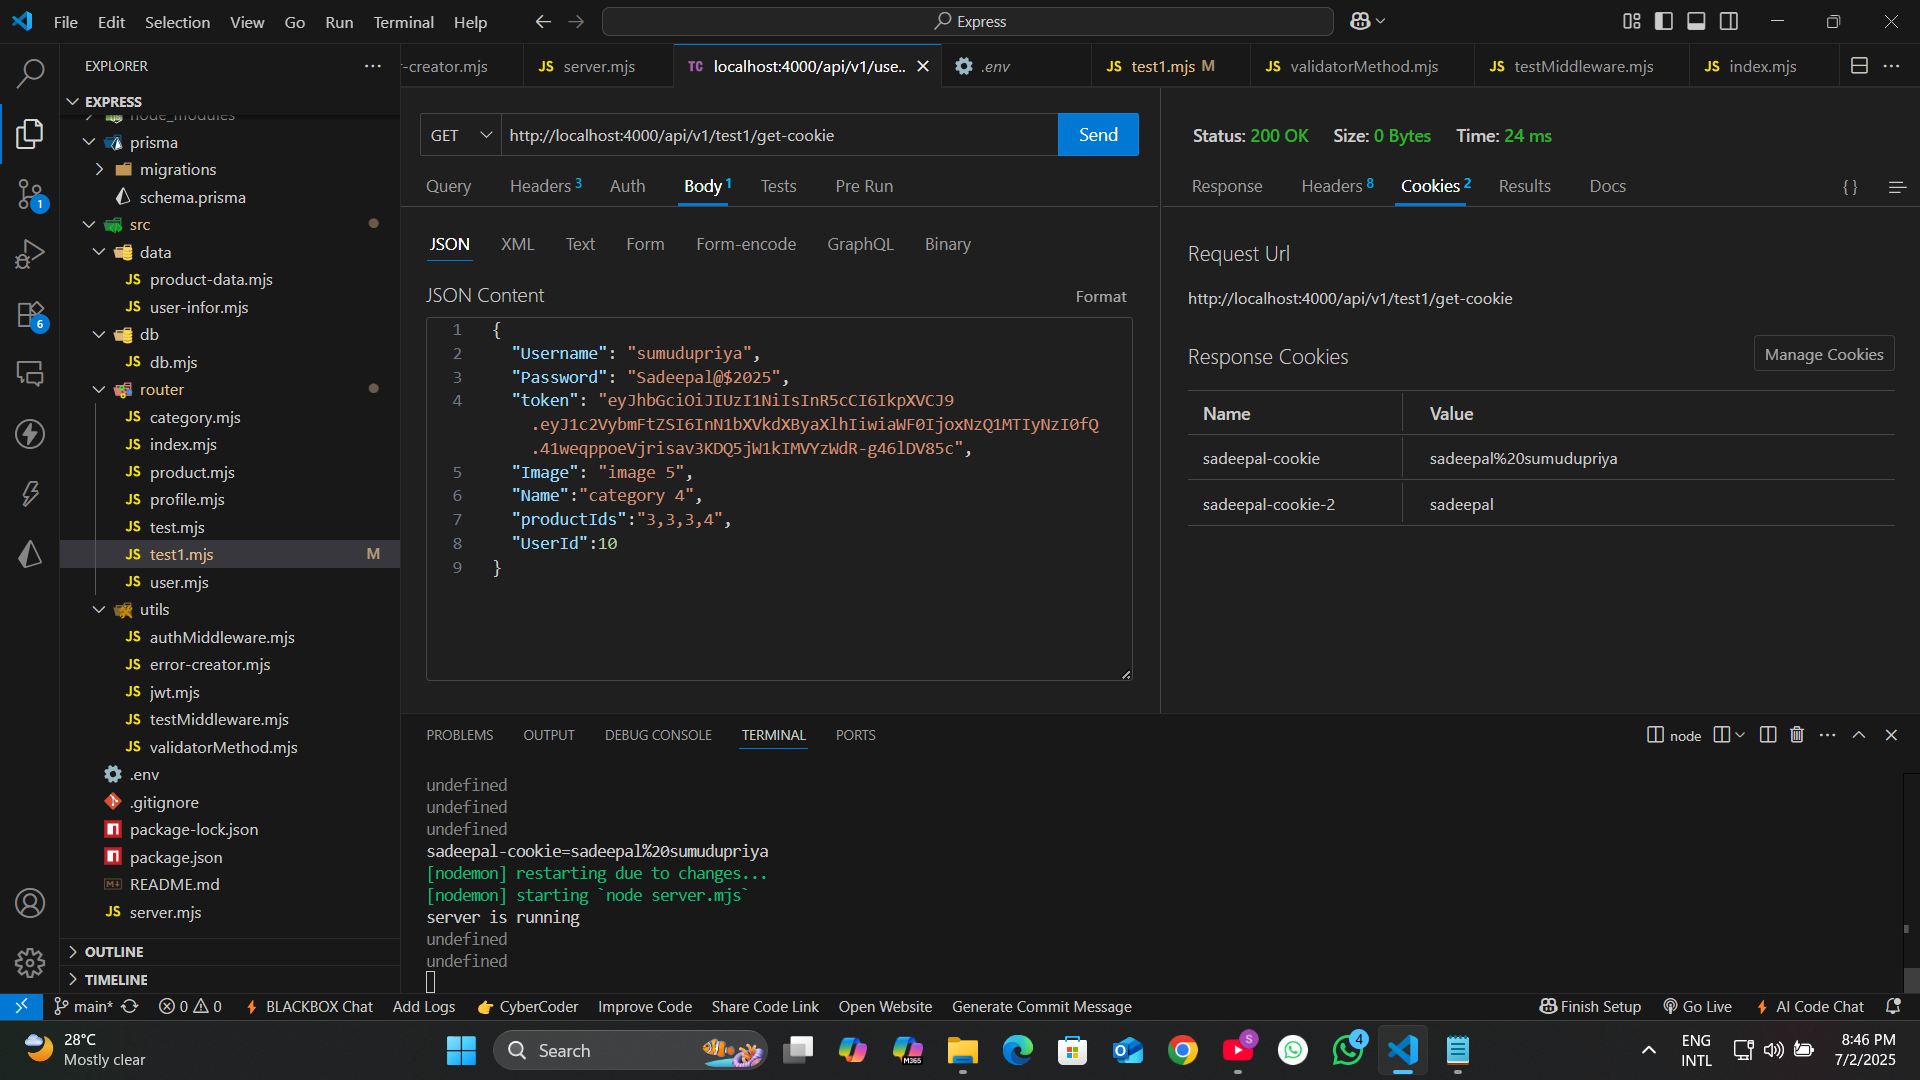 File Edit Selection View Go Run Terminal Help
Express
EXPLORER
EXPRESS
node_modules
prisma
migrations
schema.prisma
src
data
JS product-data.mjs
JS user-infor.mjs
db
JS db.mjs
router
JS category.mjs
JS index.mjs
JS product.mjs
JS profile.mjs
JS test.mjs
JS test1.mjs M
JS user.mjs
utils
JS authMiddleware.mjs
JS error-creator.mjs
JS jwt.mjs
JS testMiddleware.mjs
JS validatorMethod.mjs
.env
.gitignore
package-lock.json
package.json
README.md
JS server.mjs
OUTLINE
TIMELINE
1
6
r-creator.mjs JS server.mjs TC localhost:4000/api/v1/use.. .env JS test1.mjs M JS validatorMethod.mjs JS testMiddleware.mjs JS index.mjs
GET http://localhost:4000/api/v1/test1/get-cookie Send
Query Headers 3 Auth Body 1 Tests Pre Run
JSON XML Text Form Form-encode GraphQL Binary
JSON Content Format
1 {
2 "Username": "sumudupriya",
3 "Password": "Sadeepal@$2025",
4 "token": "eyJhbGciOiJIUzI1NiIsInR5cCI6IkpXVCJ9
.eyJ1c2VybmFtZSI6InN1bXVkdXByaXlhIiwiaWF0IjoxNzQ1MTIyNzI0fQ
.41weqppoeVjrisav3KDQ5jW1kIMVYzWdR-g46lDV85c",
5 "Image": "image 5",
6 "Name":"category 4",
7 "productIds":"3,3,3,4",
8 "UserId":10
9 }
Status: 200 OK Size: 0 Bytes Time: 24 ms
Response Headers 8 Cookies 2 Results Docs { }
Request Url
http://localhost:4000/api/v1/test1/get-cookie
Response Cookies Manage Cookies
Name Value
sadeepal-cookie sadeepal%20sumudupriya
sadeepal-cookie-2 sadeepal
PROBLEMS OUTPUT DEBUG CONSOLE TERMINAL PORTS node
undefined
undefined
undefined
sadeepal-cookie=sadeepal%20sumudupriya
[nodemon] restarting due to changes...
[nodemon] starting `node server.mjs`
server is running
undefined
undefined
main* 0 0 BLACKBOX Chat Add Logs CyberCoder Improve Code Share Code Link Open Website Generate Commit Message Finish Setup Go Live AI Code Chat
28°C
Mostly clear
Search
M365
S
4
ENG
INTL
8:46 PM
7/2/2025